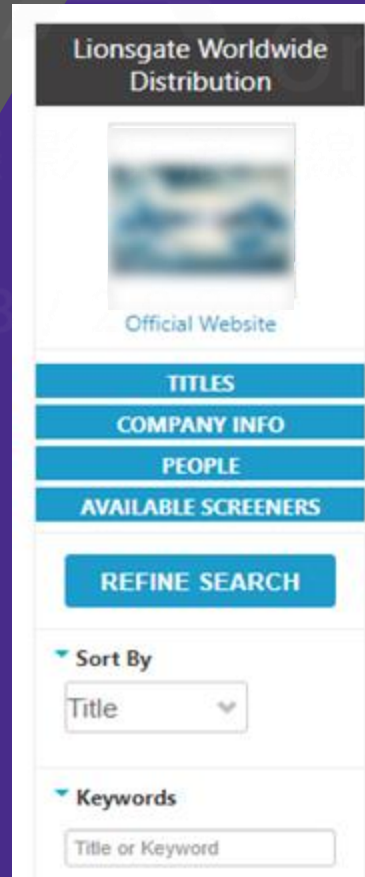 Lionsgate Worldwide
Distribution
Official Website
TITLES
COMPANY INFO
PEOPLE
AVAILABLE SCREENERS
REFINE SEARCH
Sort By
Title
Keywords
Title or Keyword